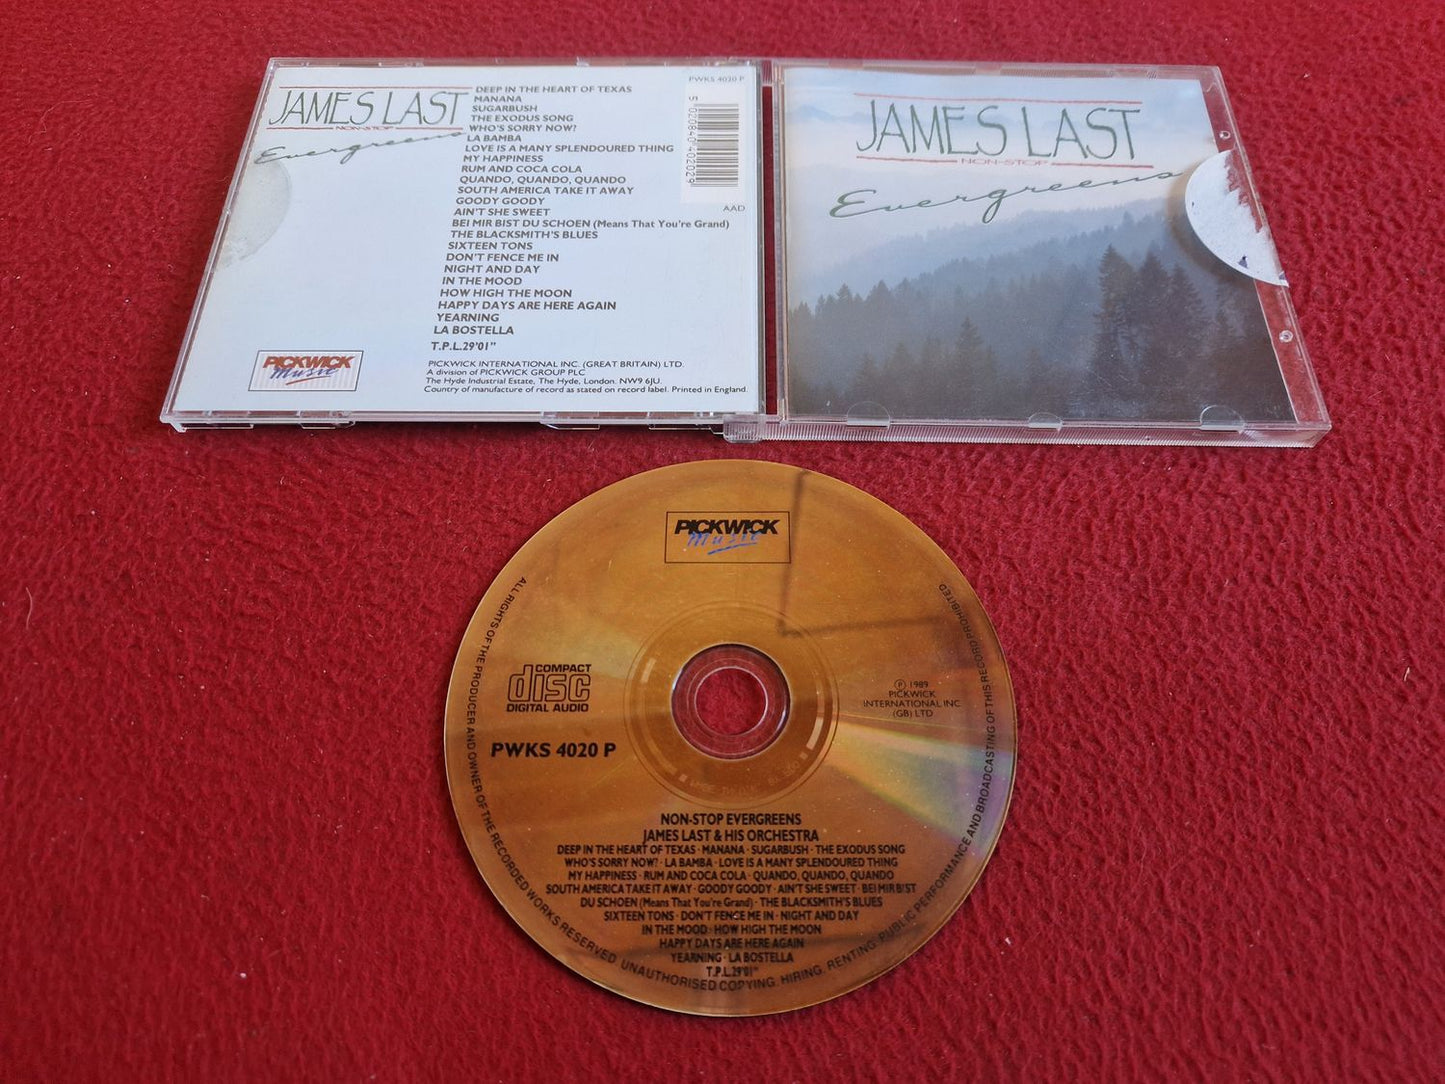 JAMES LAST
NON-STOP
Evergreens
PWKS 4020 P
DEEP IN THE HEART OF TEXAS
MANANA
SUGARBUSH
THE EXODUS SONG
WHO'S SORRY NOW?
LA BAMBA
LOVE IS A MANY SPLENDOURED THING
MY HAPPINESS
RUM AND COCA COLA
QUANDO, QUANDO, QUANDO
SOUTH AMERICA TAKE IT AWAY
GOODY GOODY
AIN'T SHE SWEET
BEI MIR BIST DU SCHOEN (Means That You're Grand)
THE BLACKSMITH'S BLUES
SIXTEEN TONS
DON'T FENCE ME IN
NIGHT AND DAY
IN THE MOOD
HOW HIGH THE MOON
HAPPY DAYS ARE HERE AGAIN
YEARNING
LA BOSTELLA
T.P.L.29'01"
5 020840 402029
AAD
PICKWICK
Music
PICKWICK INTERNATIONAL INC. (GREAT BRITAIN) LTD.
A division of PICKWICK GROUP PLC
The Hyde Industrial Estate, The Hyde, London. NW9 6JU.
Country of manufacture of record as stated on record label. Printed in England.
JAMES LAST
NON-STOP
Evergreens
PICKWICK
Music
COMPACT
disc
DIGITAL AUDIO
PWKS 4020 P
℗ 1989
PICKWICK
INTERNATIONAL INC.
(GB) LTD
NON-STOP EVERGREENS
JAMES LAST & HIS ORCHESTRA
DEEP IN THE HEART OF TEXAS · MANANA · SUGARBUSH · THE EXODUS SONG
WHO'S SORRY NOW? · LA BAMBA · LOVE IS A MANY SPLENDOURED THING
MY HAPPINESS · RUM AND COCA COLA · QUANDO, QUANDO, QUANDO
SOUTH AMERICA TAKE IT AWAY · GOODY GOODY · AIN'T SHE SWEET · BEI MIR BIST
DU SCHOEN (Means That You're Grand) · THE BLACKSMITH'S BLUES
SIXTEEN TONS · DON'T FENCE ME IN · NIGHT AND DAY
IN THE MOOD · HOW HIGH THE MOON
HAPPY DAYS ARE HERE AGAIN
YEARNING · LA BOSTELLA
T.P.L.29'01"
ALL RIGHTS OF THE PRODUCER AND OWNER OF THE RECORDED WORKS RESERVED. UNAUTHORISED COPYING. HIRING. RENTING. PUBLIC PERFORMANCE AND BROADCASTING OF THIS RECORD PROHIBITED